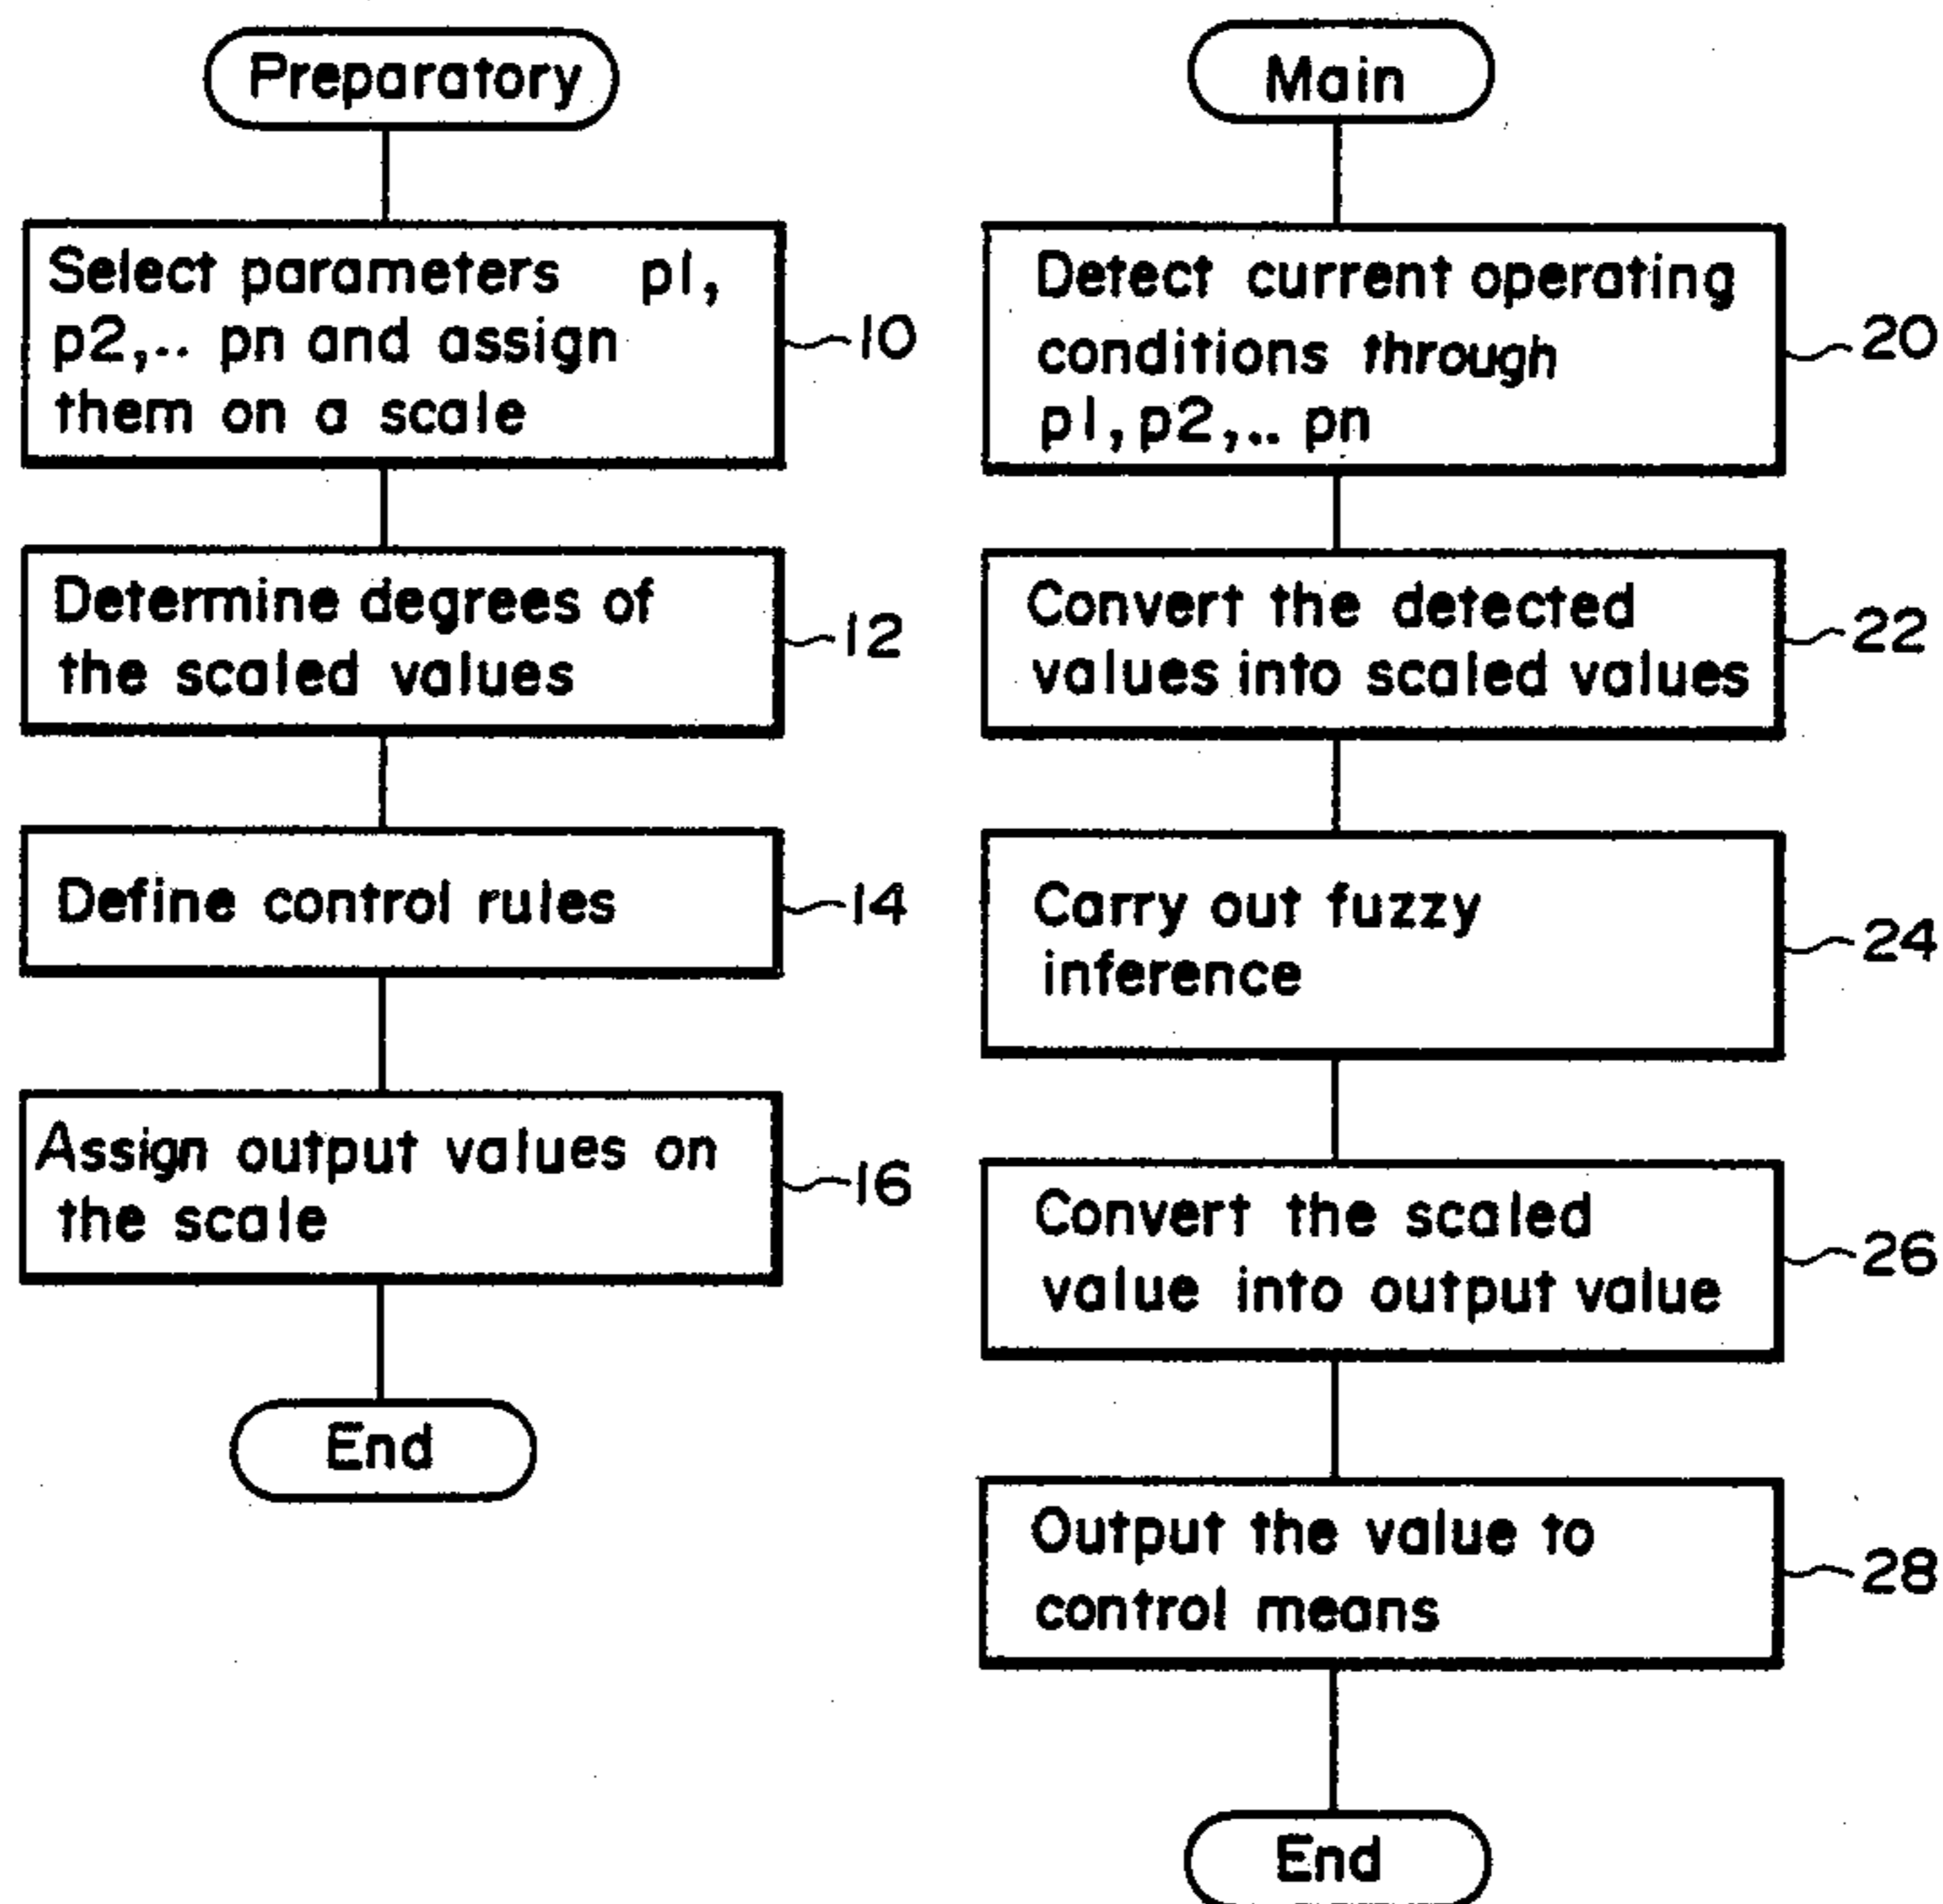 Preparatory
Select parameters p1,
p2,.. pn and assign
them on a scale
10
Determine degrees of
the scaled values
12
Define control rules
14
Assign output values on
the scale
16
End
Main
Detect current operating
conditions through
p1, p2,.. pn
20
Convert the detected
values into scaled values
22
Carry out fuzzy
inference
24
Convert the scaled
value into output value
26
Output the value to
control means
28
End